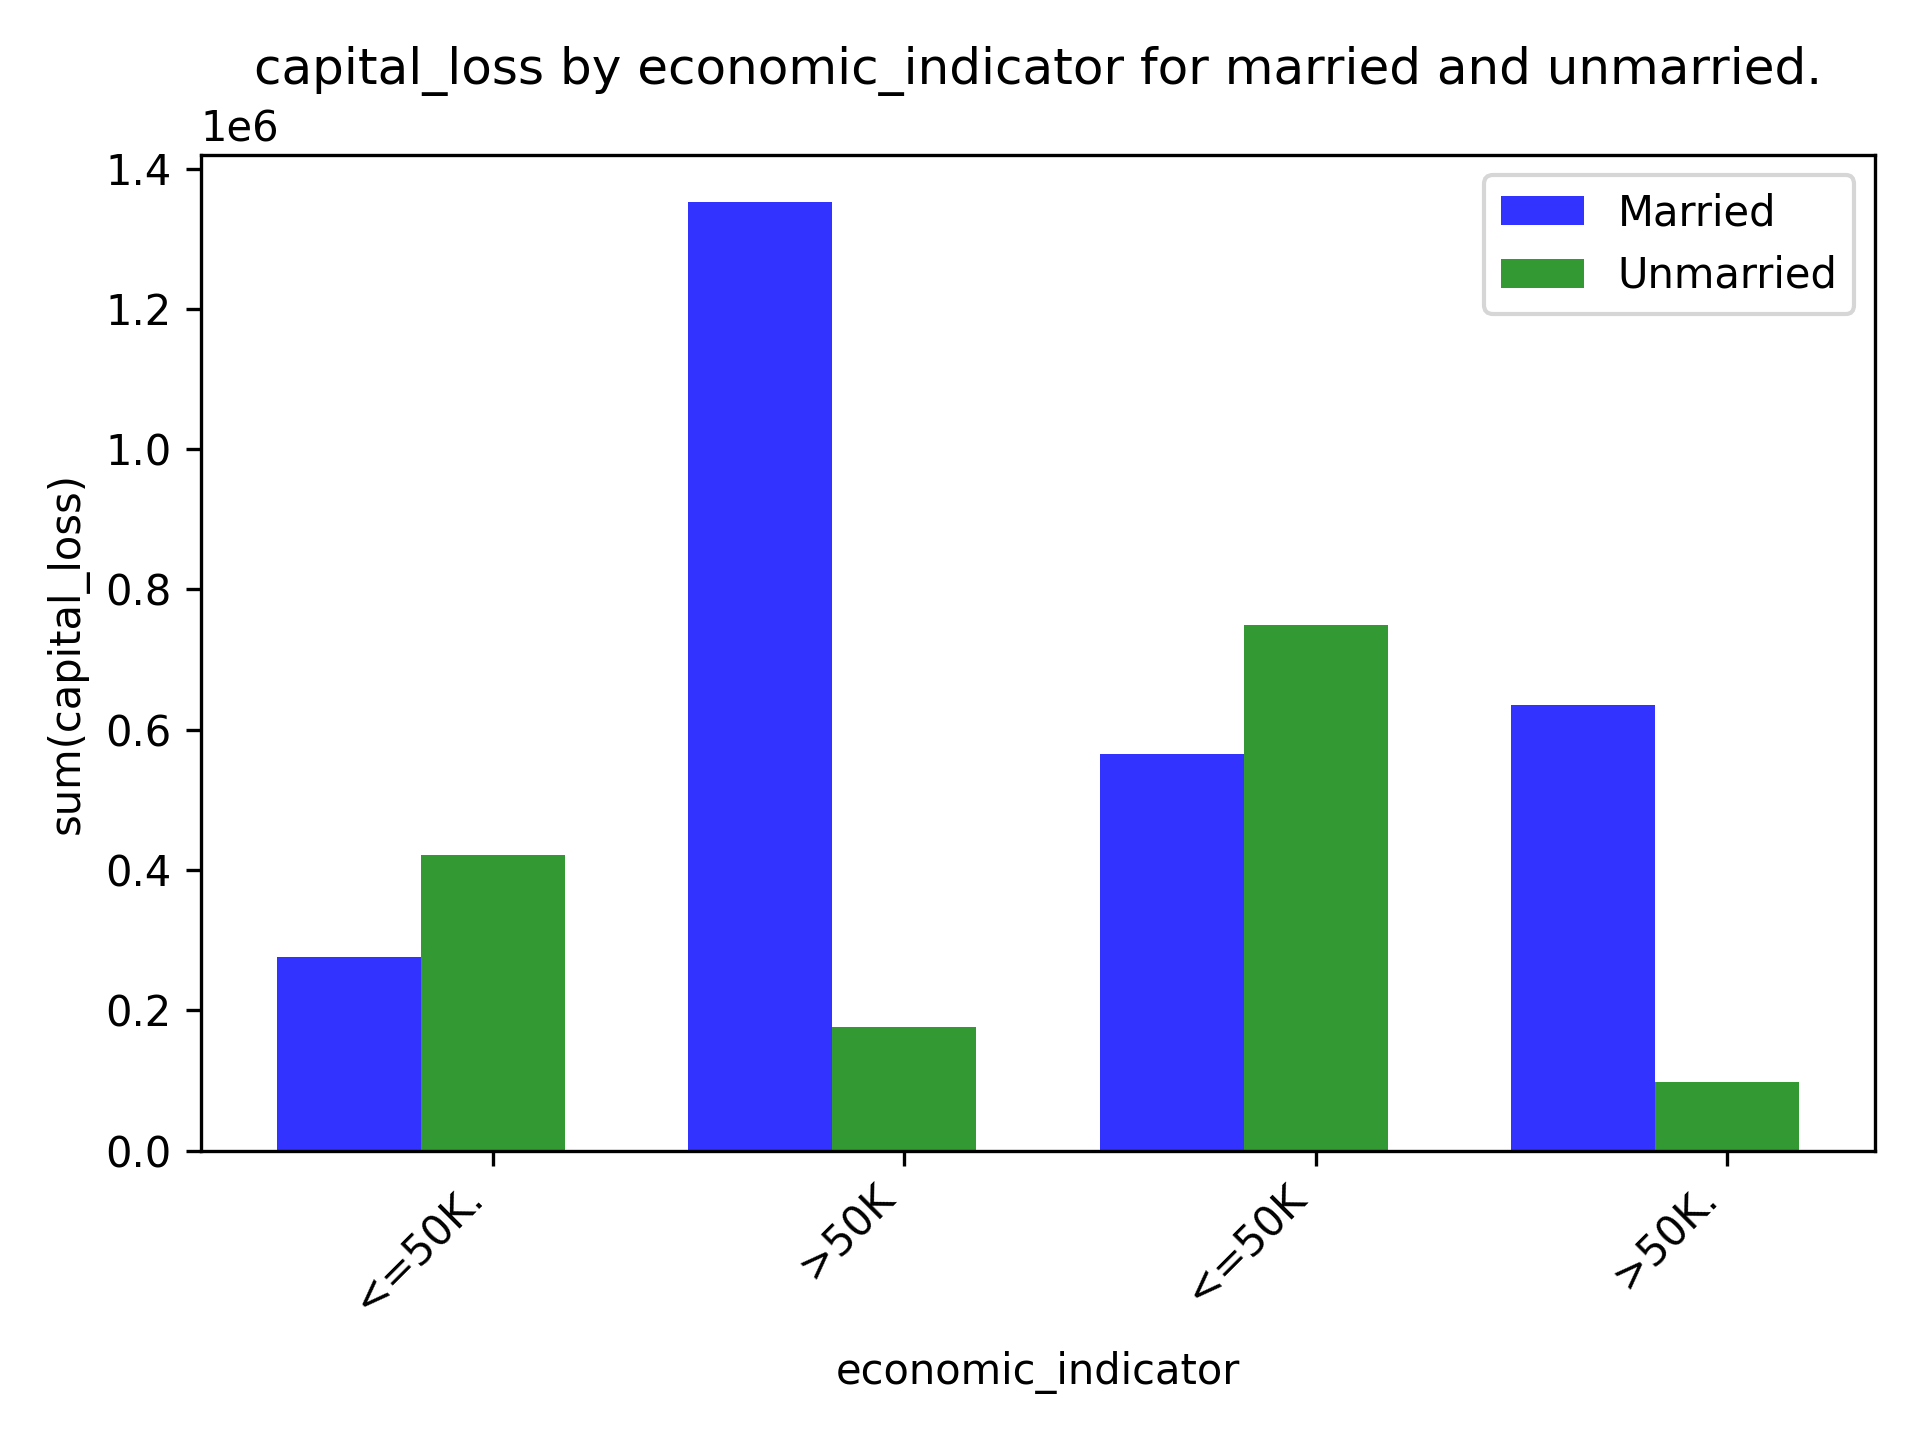 capital_loss by economic_indicator for married and unmarried.
1e6
1.4
1.2
1.0
0.8
0.6
0.4
0.2
0.0
sum(capital_loss)
Married
Unmarried
<=50K.
>50K
<=50K
>50K.
economic_indicator